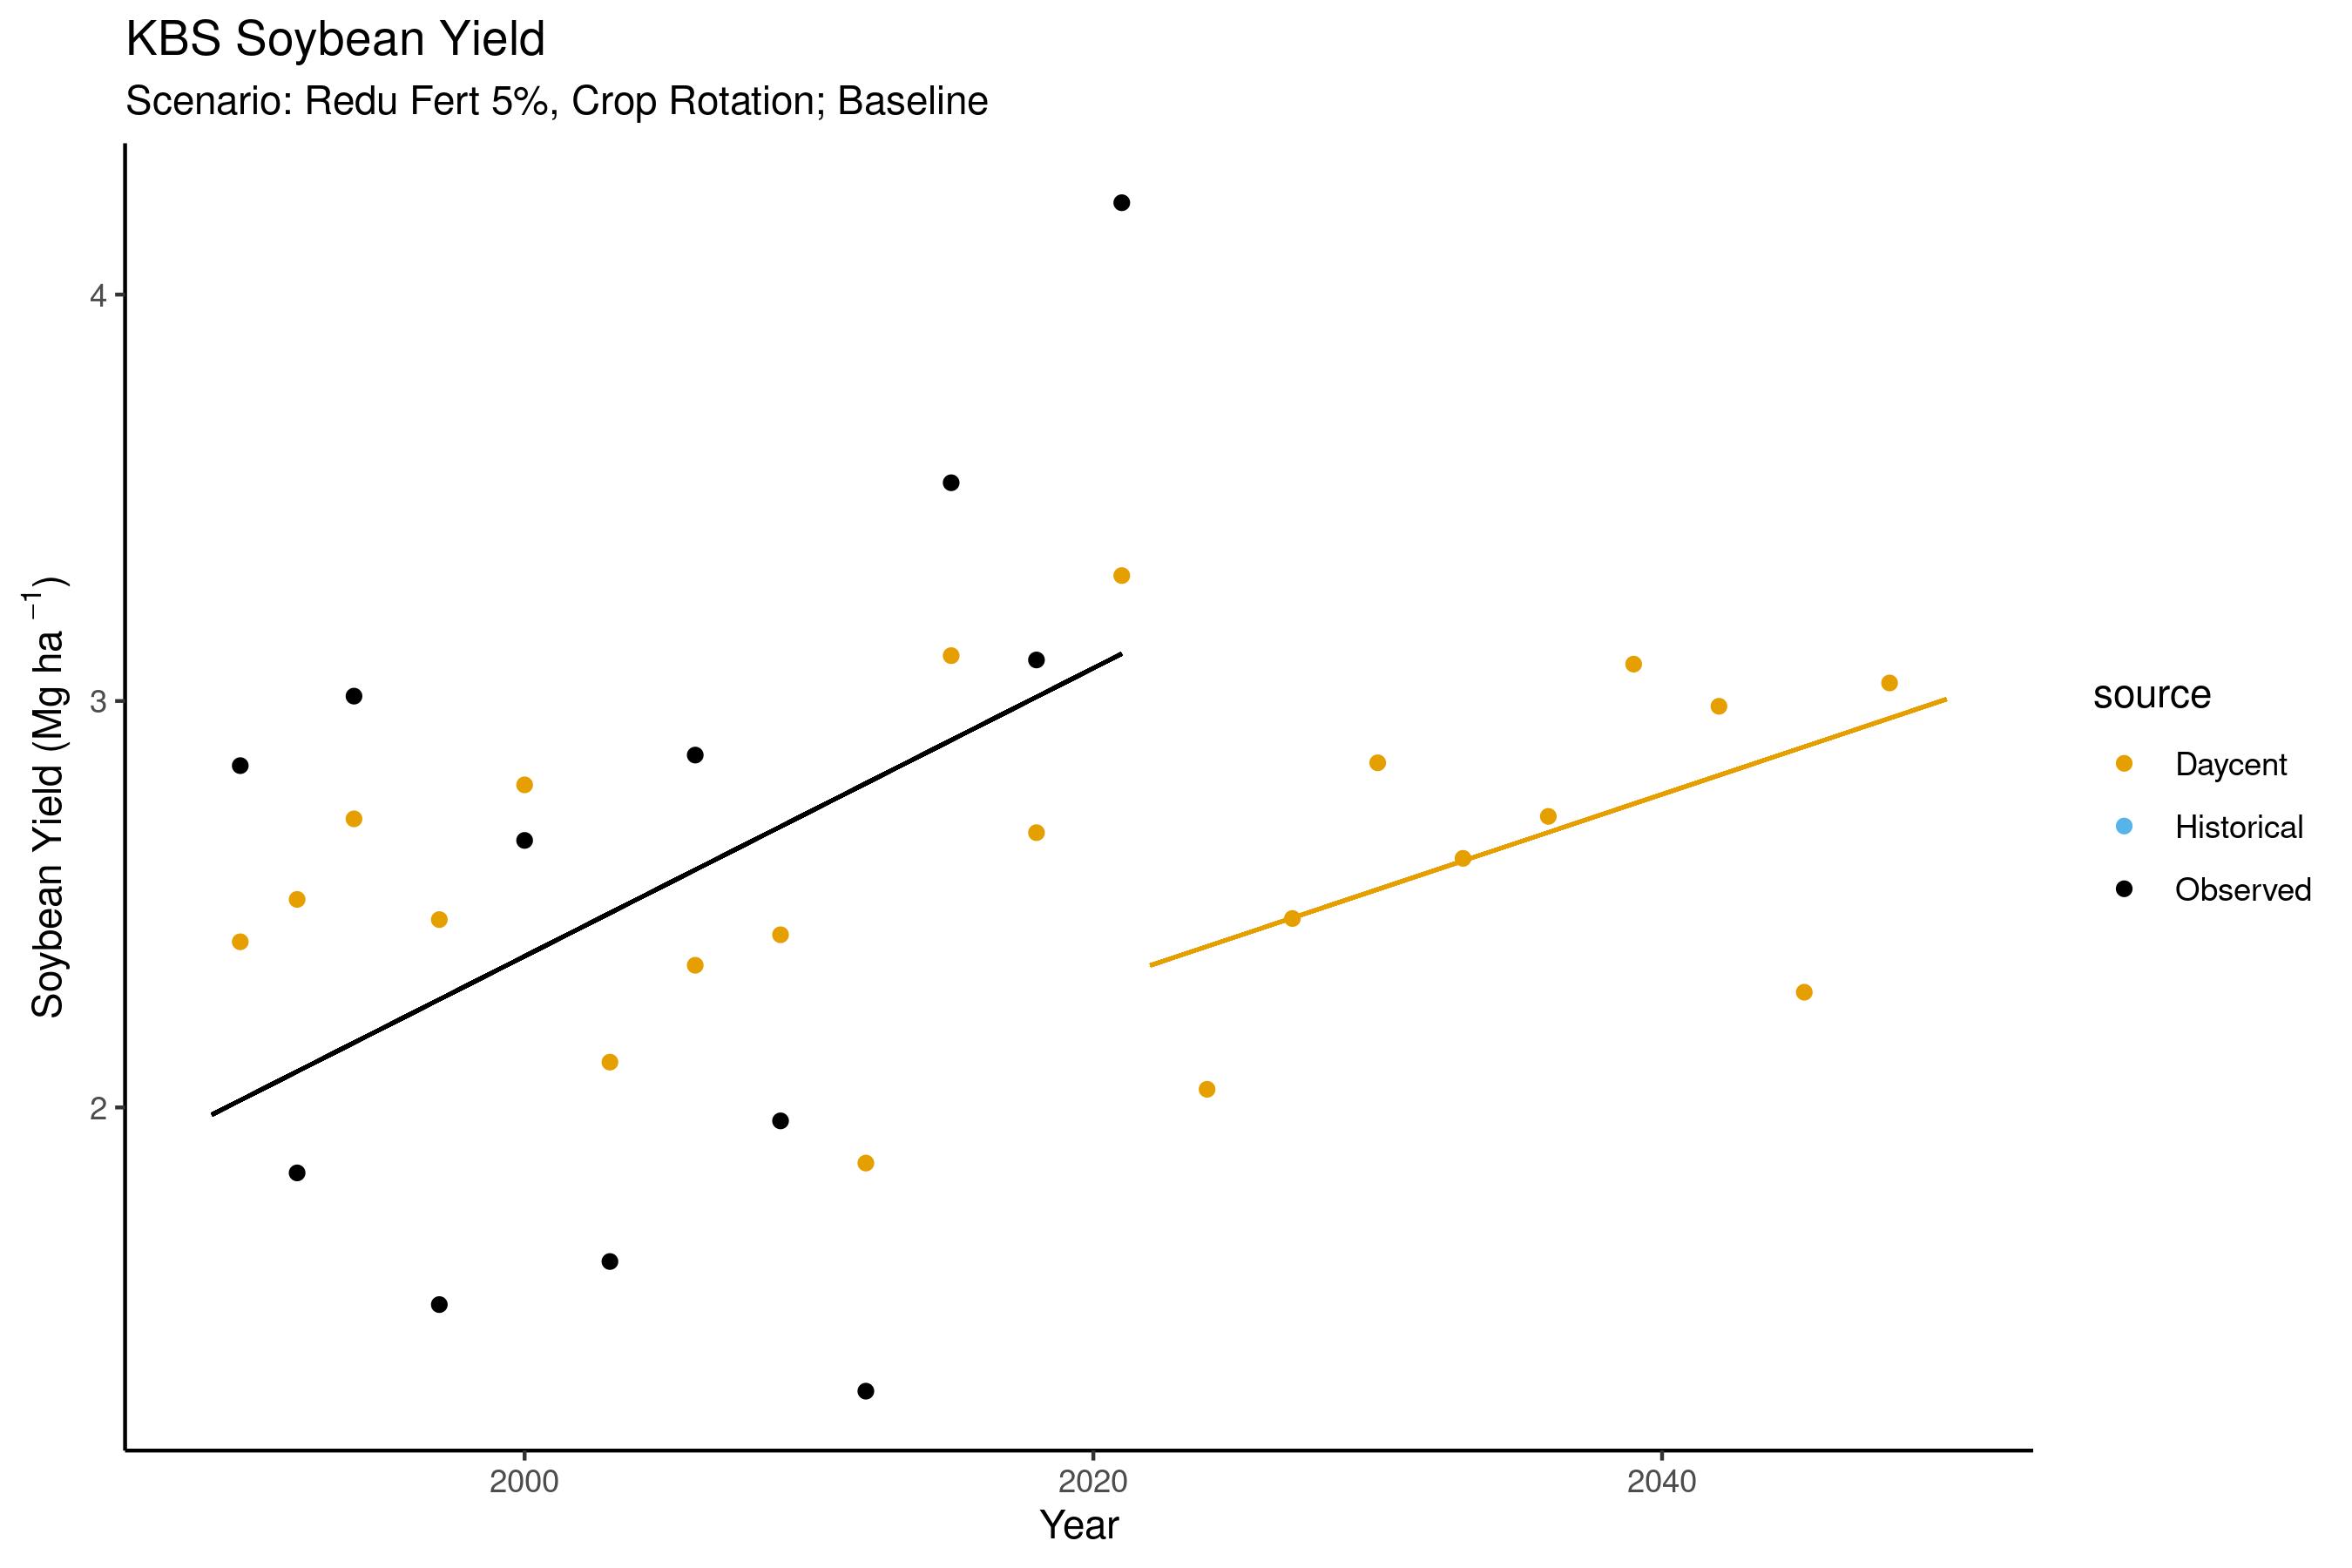 KBS Soybean Yield
Scenario: Redu Fert 5%, Crop Rotation; Baseline
Soybean Yield (Mg ha⁻¹)
4
3
2
2000
2020
2040
Year
source
Daycent
Historical
Observed